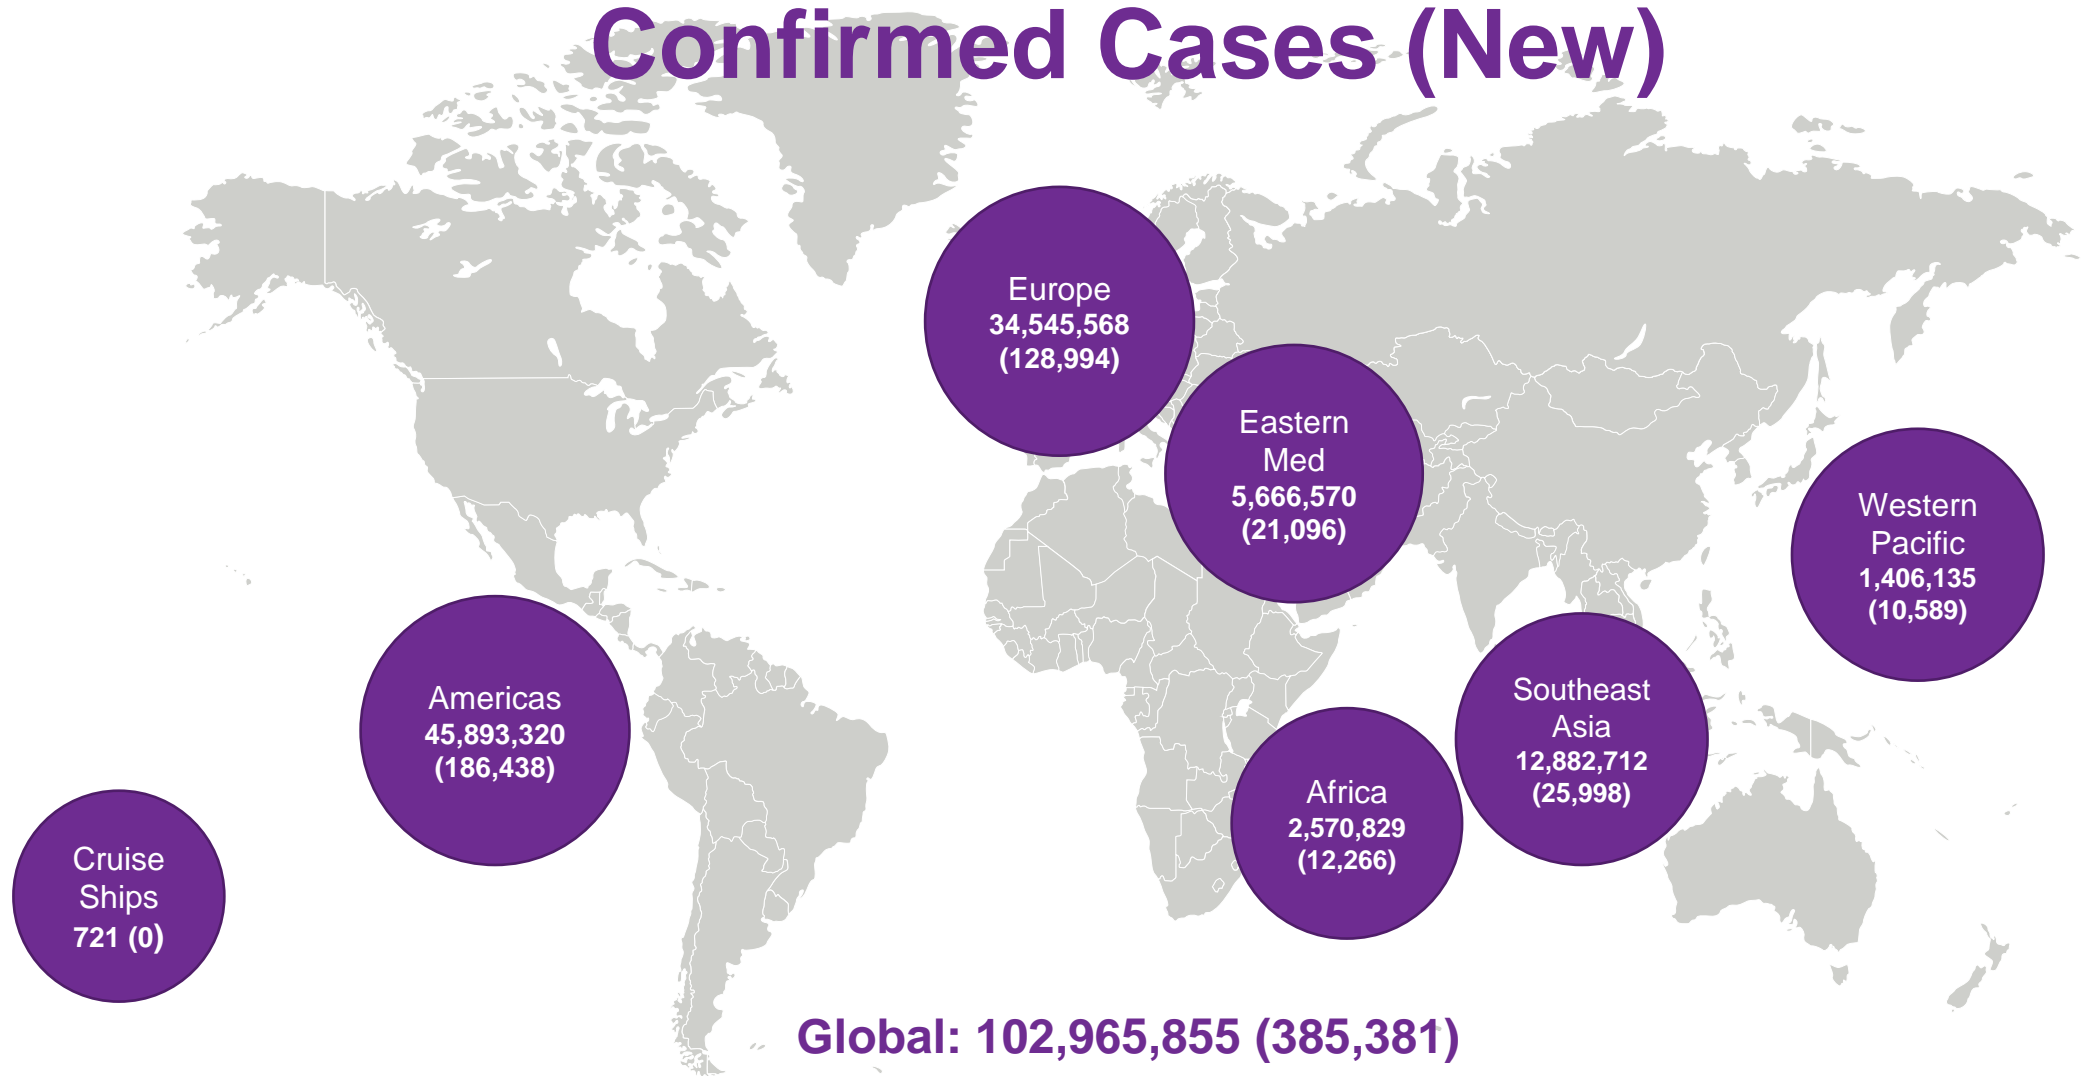 Confirmed Cases (New)
Europe
34,545,568
(128,994)
Eastern
Med
5,666,570
(21,096)
Western
Pacific
1,406,135
(10,589)
Americas
45,893,320
(186,438)
Southeast
Asia
12,882,712
(25,998)
Africa
2,570,829
(12,266)
Cruise
Ships
721 (0)
Global: 102,965,855 (385,381)